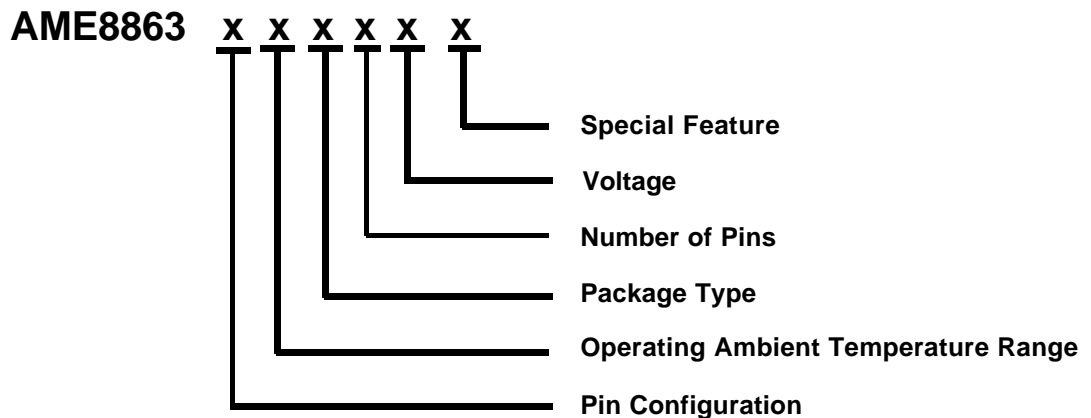 AME8863 x x x x x x
Special Feature
Voltage
Number of Pins
Package Type
Operating Ambient Temperature Range
Pin Configuration